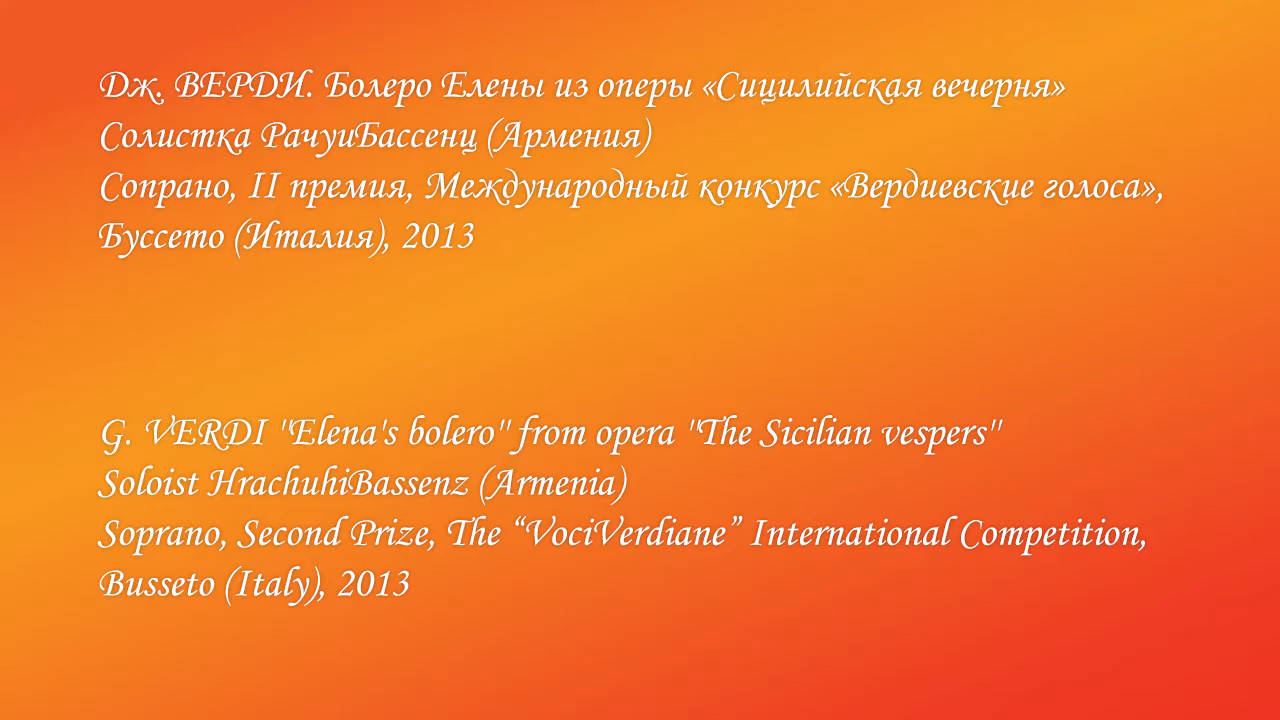 Дж. ВЕРДИ. Болеро Елены из оперы «Сицилийская вечерня»
Солистка РачуиБассенц (Армения)
Сопрано, II премия, Международный конкурс «Вердиевские голоса»,
Буссето (Италия), 2013
G. VERDI "Elena's bolero" from opera "The Sicilian vespers"
Soloist HrachuhiBassenz (Armenia)
Soprano, Second Prize, The “VociVerdiane” International Competition,
Busseto (Italy), 2013